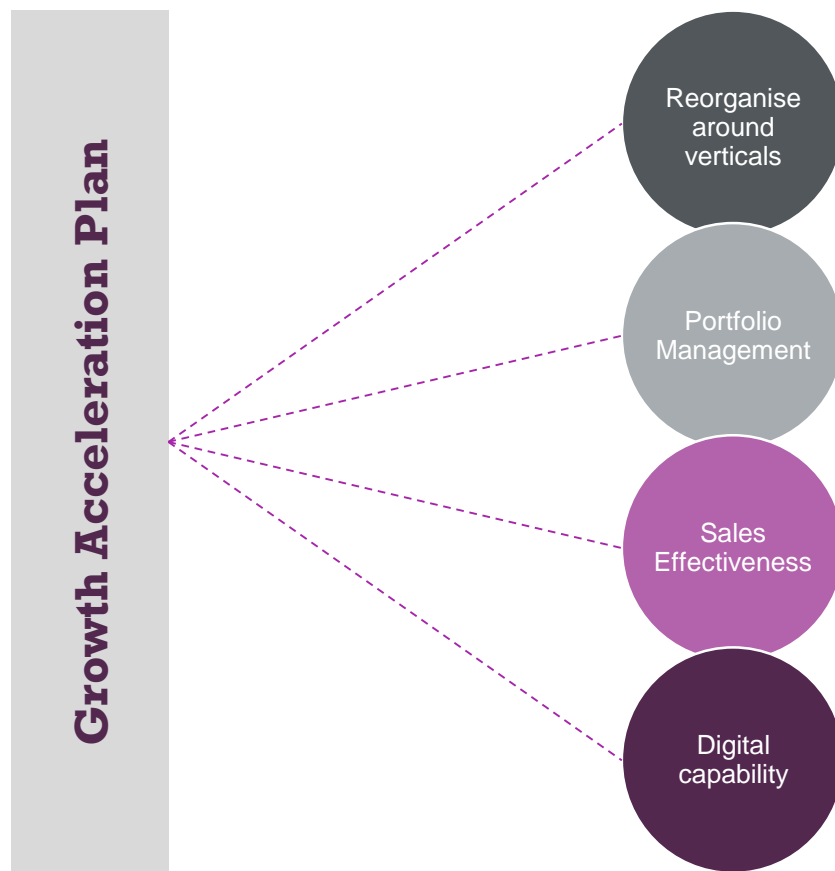 Growth Acceleration Plan
Reorganise
around
verticals
Portfolio
Management
Sales
Effectiveness
Digital
capability